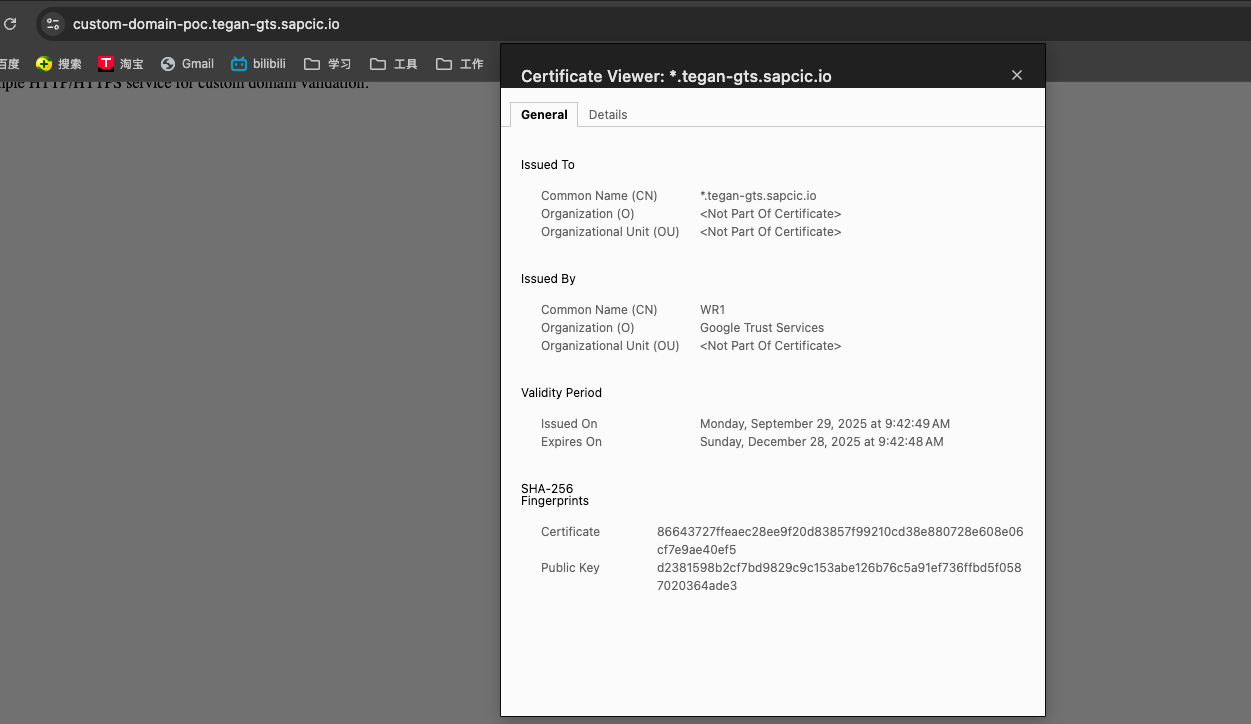 custom-domain-poc.tegan-gts.sapcic.io
百度 搜索 淘宝 Gmail bilibili 学习 工具 工作
HTTP/HTTPS service for custom domain validation.
Certificate Viewer: *.tegan-gts.sapcic.io
General Details
Issued To
Common Name (CN) *.tegan-gts.sapcic.io
Organization (O) <Not Part Of Certificate>
Organizational Unit (OU) <Not Part Of Certificate>
Issued By
Common Name (CN) WR1
Organization (O) Google Trust Services
Organizational Unit (OU) <Not Part Of Certificate>
Validity Period
Issued On Monday, September 29, 2025 at 9:42:49 AM
Expires On Sunday, December 28, 2025 at 9:42:48 AM
SHA-256
Fingerprints
Certificate 86643727ffeaec28ee9f20d83857f99210cd38e880728e608e06
cf7e9ae40ef5
Public Key d2381598b2cf7bd9829c9c153abe126b76c5a91ef736ffbd5f058
7020364ade3